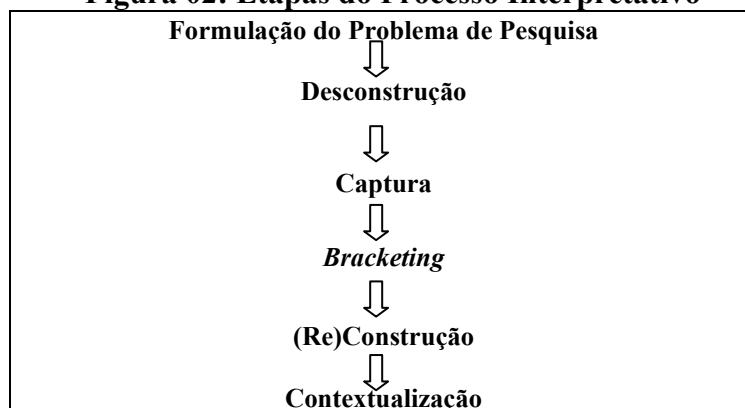 Figura 02: Etapas do Processo Interpretativo
Formulação do Problema de Pesquisa
Desconstrução
Captura
Bracketing
(Re)Construção
Contextualização